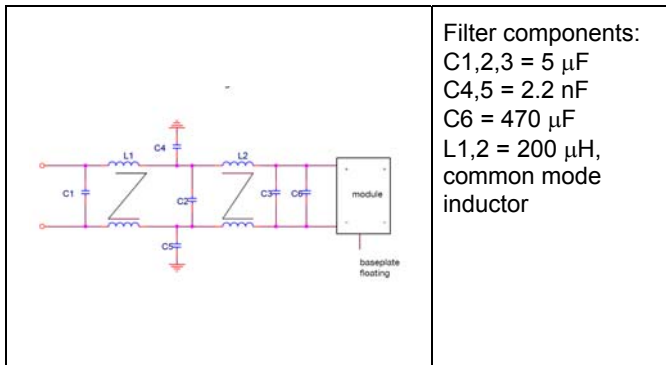 Filter components:
C1,2,3 = 5 μF
C4,5 = 2.2 nF
C6 = 470 μF
L1,2 = 200 μH,
common mode
inductor
C4
L1
L2
C1
C2
C3
C6
module
C5
baseplate
floating